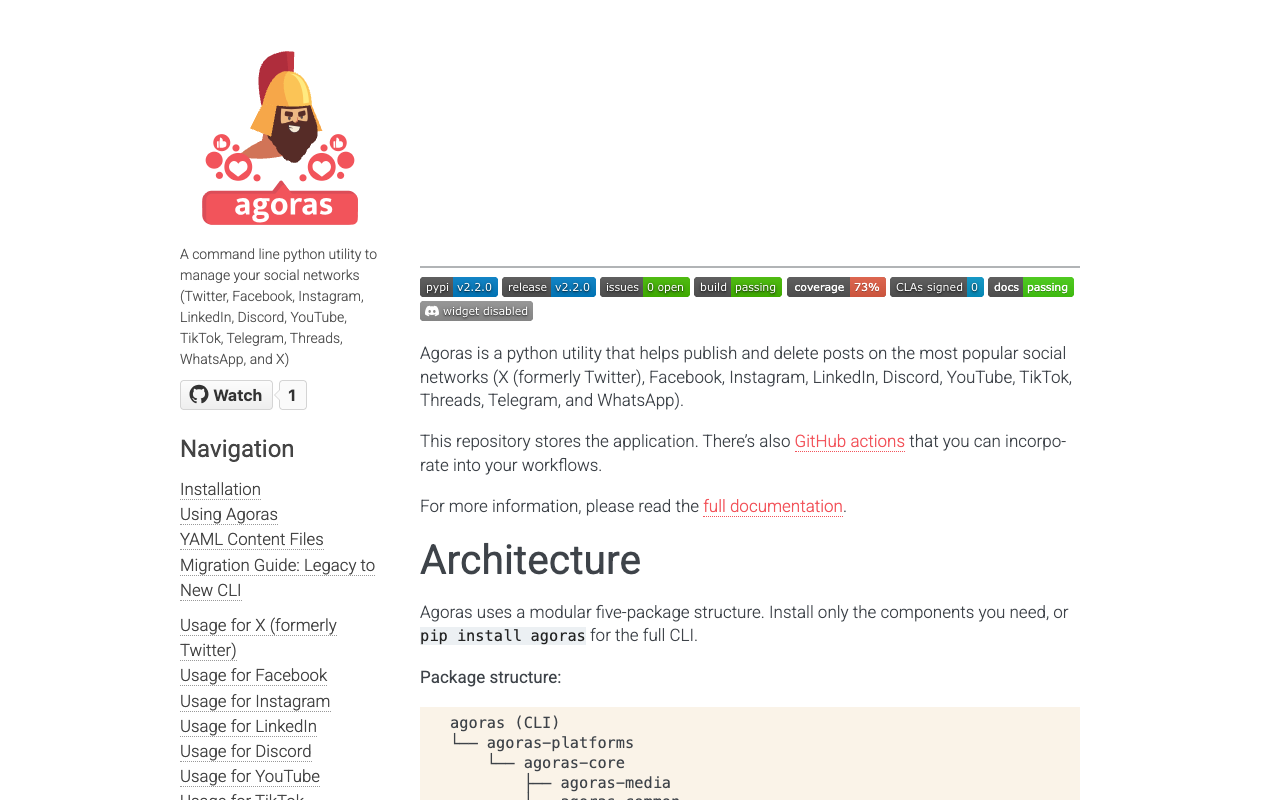 agoras
A command line python utility to
manage your social networks
(Twitter, Facebook, Instagram,
LinkedIn, Discord, YouTube,
TikTok, Telegram, Threads,
WhatsApp, and X)
Watch 1
Navigation
Installation
Using Agoras
YAML Content Files
Migration Guide: Legacy to
New CLI
Usage for X (formerly
Twitter)
Usage for Facebook
Usage for Instagram
Usage for LinkedIn
Usage for Discord
Usage for YouTube
Usage for TikTok
pypi v2.2.0 release v2.2.0 issues 0 open build passing coverage 73% CLAs signed 0 docs passing
widget disabled
Agoras is a python utility that helps publish and delete posts on the most popular social
networks (X (formerly Twitter), Facebook, Instagram, LinkedIn, Discord, YouTube, TikTok,
Threads, Telegram, and WhatsApp).
This repository stores the application. There’s also GitHub actions that you can incorpo-
rate into your workflows.
For more information, please read the full documentation.
Architecture
Agoras uses a modular five-package structure. Install only the components you need, or
pip install agoras for the full CLI.
Package structure:
agoras (CLI)
└── agoras-platforms
└── agoras-core
├── agoras-media
agoras-common